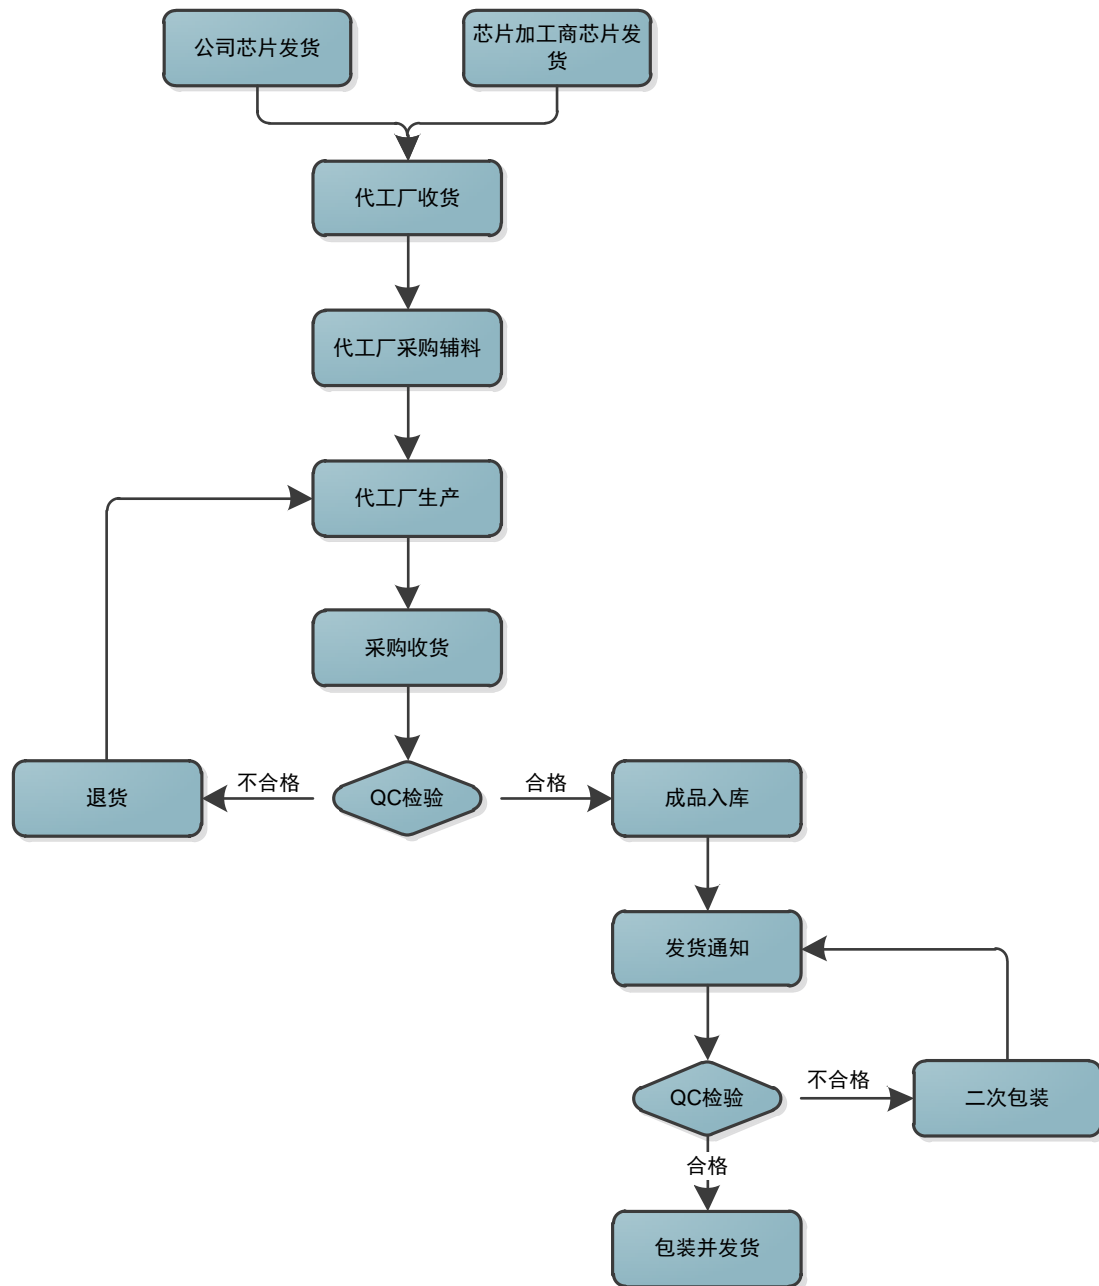 公司芯片发货
芯片加工商芯片发
货
代工厂收货
代工厂采购辅料
代工厂生产
采购收货
退货
不合格
QC检验
合格
成品入库
发货通知
QC检验
不合格
二次包装
合格
包装并发货